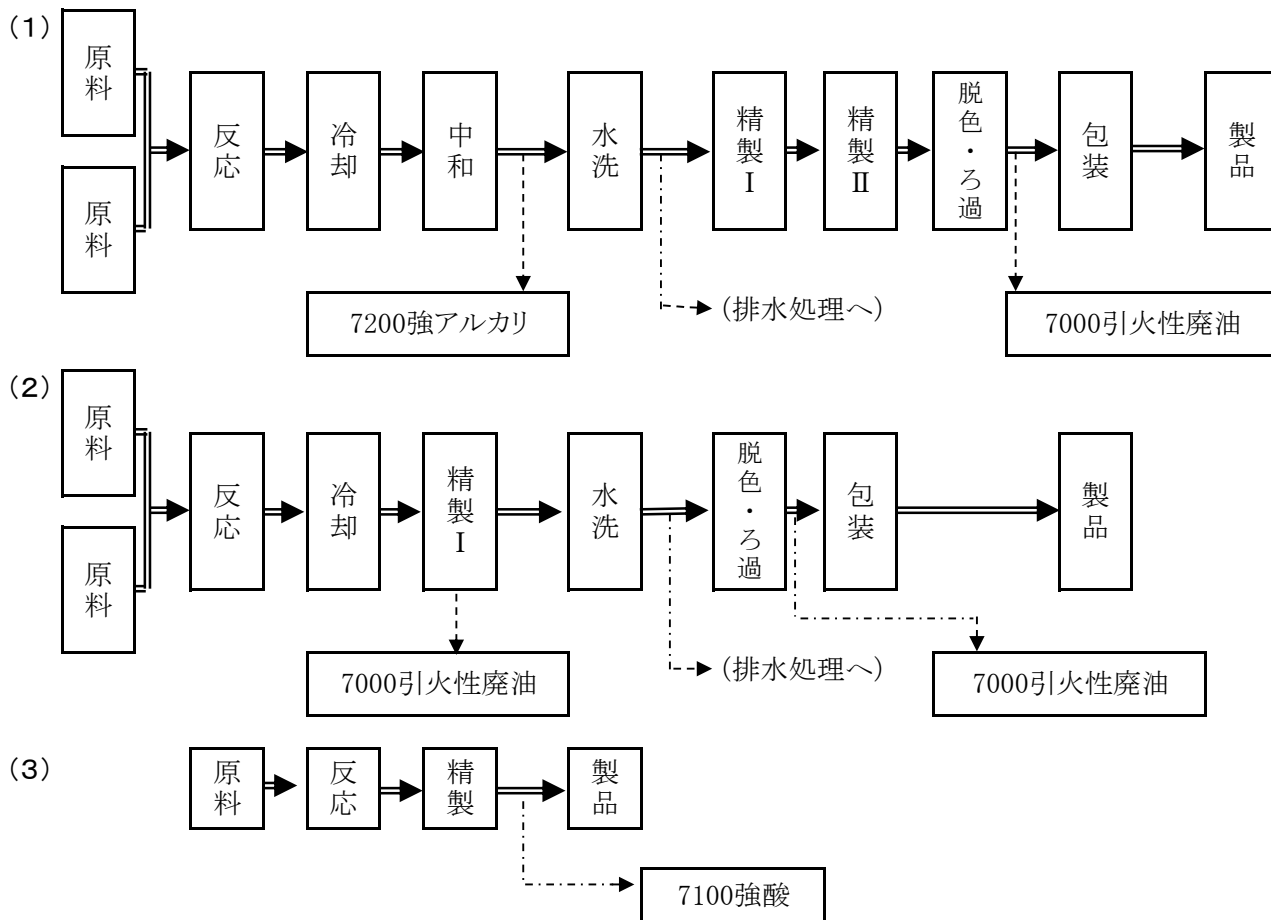 (1)
原料
原料
反応
冷却
中和
水洗
精製Ⅰ
精製Ⅱ
脱色・ろ過
包装
製品
7200強アルカリ
(排水処理へ)
7000引火性廃油
(2)
原料
原料
反応
冷却
精製Ⅰ
水洗
脱色・ろ過
包装
製品
7000引火性廃油
(排水処理へ)
7000引火性廃油
(3)
原料
反応
精製
製品
7100強酸